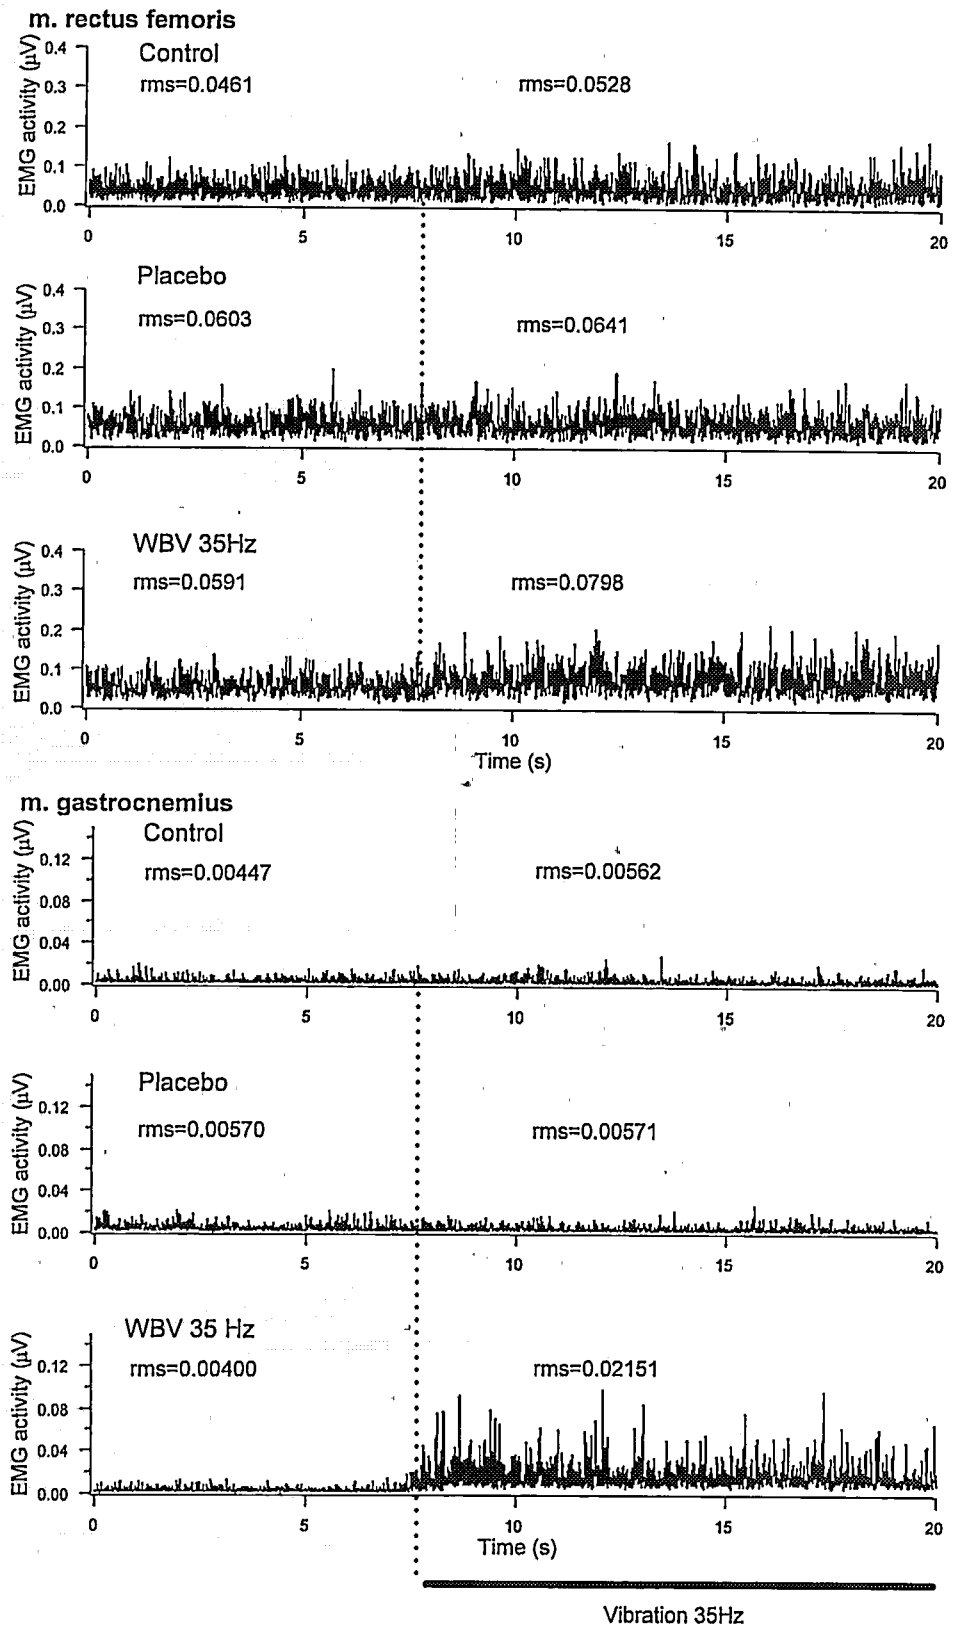 m. rectus femoris
Control
rms=0.0461 rms=0.0528
EMG activity (µV)
0.4
0.3
0.2
0.1
0.0
0 5 10 15 20
Placebo
rms=0.0603 rms=0.0641
EMG activity (µV)
0.4
0.3
0.2
0.1
0.0
0 5 10 15 20
WBV 35Hz
rms=0.0591 rms=0.0798
EMG activity (µV)
0.4
0.3
0.2
0.1
0.0
0 5 10 15 20
Time (s)
m. gastrocnemius
Control
rms=0.00447 rms=0.00562
EMG activity (µV)
0.12
0.08
0.04
0.00
0 5 10 15 20
Placebo
rms=0.00570 rms=0.00571
EMG activity (µV)
0.12
0.08
0.04
0.00
0 5 10 15 20
WBV 35 Hz
rms=0.00400 rms=0.02151
EMG activity (µV)
0.12
0.08
0.04
0.00
0 5 10 15 20
Time (s)
Vibration 35Hz